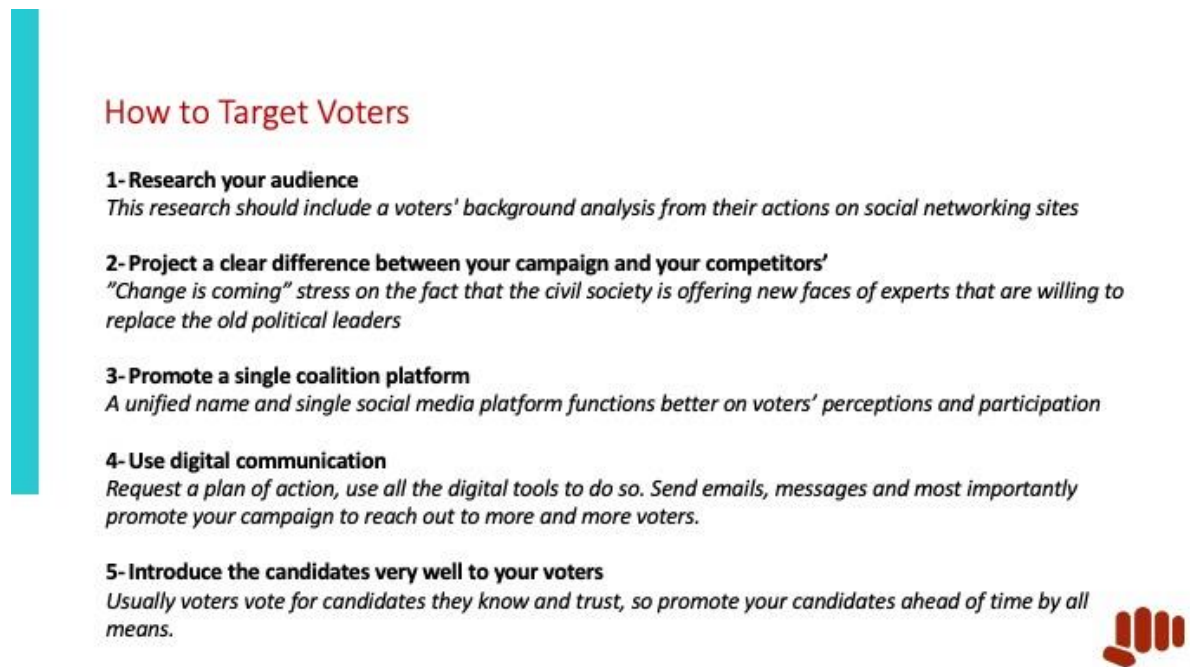 How to Target Voters
1- Research your audience
This research should include a voters' background analysis from their actions on social networking sites
2- Project a clear difference between your campaign and your competitors’
”Change is coming” stress on the fact that the civil society is offering new faces of experts that are willing to
replace the old political leaders
3- Promote a single coalition platform
A unified name and single social media platform functions better on voters’ perceptions and participation
4- Use digital communication
Request a plan of action, use all the digital tools to do so. Send emails, messages and most importantly
promote your campaign to reach out to more and more voters.
5- Introduce the candidates very well to your voters
Usually voters vote for candidates they know and trust, so promote your candidates ahead of time by all
means.